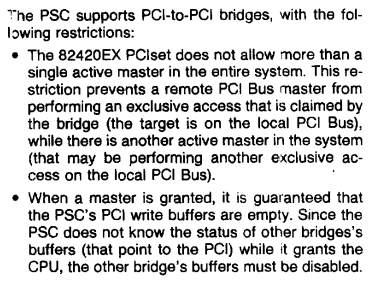 The PSC supports PCI-to-PCI bridges, with the fol-
lowing restrictions:
• The 82420EX PCIset does not allow more than a
single active master in the entire system. This re-
striction prevents a remote PCI Bus master from
performing an exclusive access that is claimed by
the bridge (the target is on the local PCI Bus),
while there is another active master in the system
(that may be performing another exclusive ac-
cess on the local PCI Bus).
• When a master is granted, it is guaranteed that
the PSC's PCI write buffers are empty. Since the
PSC does not know the status of other bridges's
buffers (that point to the PCI) while it grants the
CPU, the other bridge's buffers must be disabled.